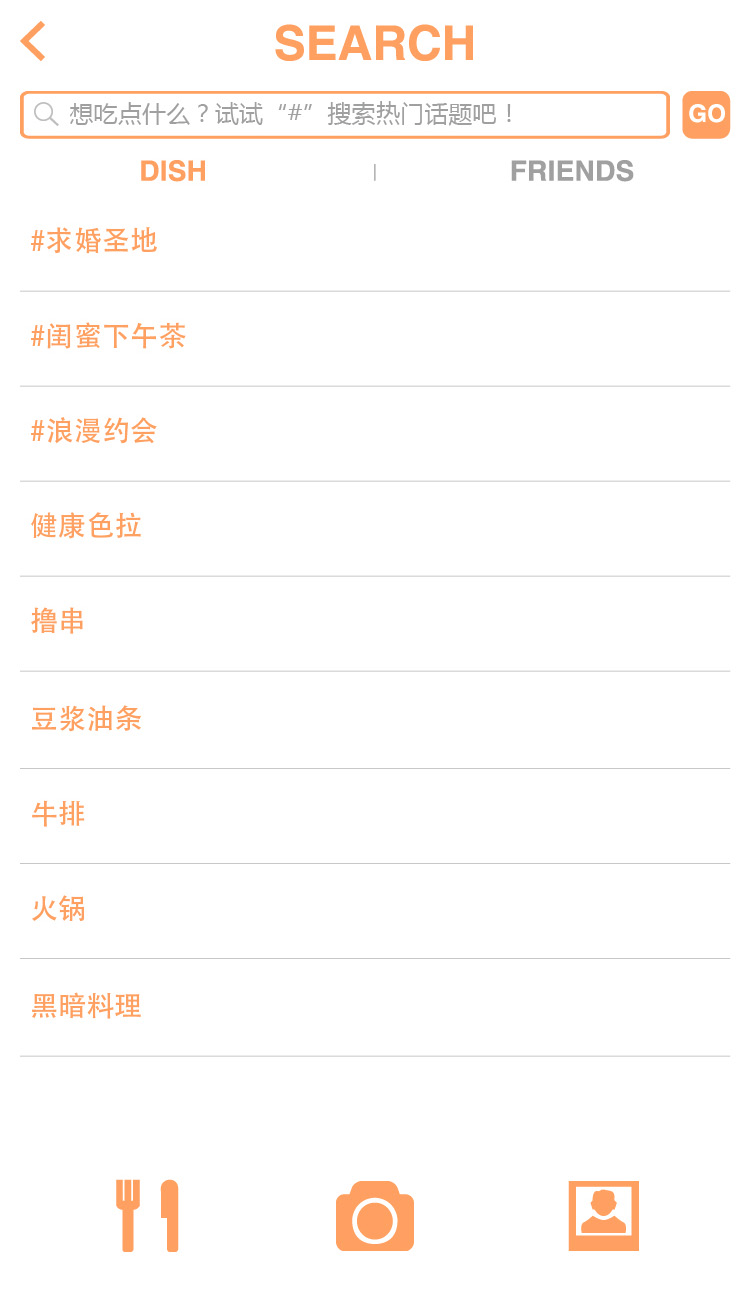 SEARCH
想吃点什么？试试“#”搜索热门话题吧！
GO
DISH | FRIENDS
#求婚圣地
#闺蜜下午茶
#浪漫约会
健康色拉
撸串
豆浆油条
牛排
火锅
黑暗料理